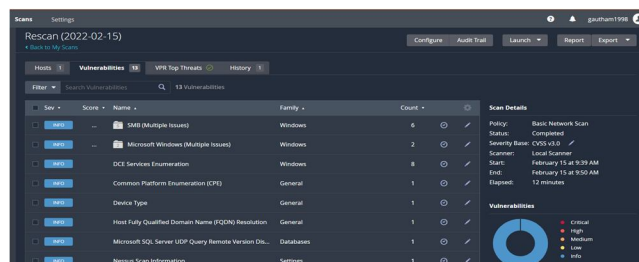 Scans Settings gautham1998
Rescan (2022-02-15)
Configure Audit Trail Launch Report Export
Back to My Scans
Hosts 1 Vulnerabilities 13 VPR Top Threats History 1
Filter Search Vulnerabilities 13 Vulnerabilities
Sev Score Name Family Count Scan Details
INFO ... SMB (Multiple Issues) Windows 6
INFO ... Microsoft Windows (Multiple Issues) Windows 2
INFO DCE Services Enumeration Windows 8
INFO Common Platform Enumeration (CPE) General 1
INFO Device Type General 1
INFO Host Fully Qualified Domain Name (FQDN) Resolution General 1
INFO Microsoft SQL Server UDP Query Remote Version Dis... Databases 1
INFO Nessus Scan Information Settings 1
Policy: Basic Network Scan
Status: Completed
Severity Base: CVSS v3.0
Scanner: Local Scanner
Start: February 15 at 9:39 AM
End: February 15 at 9:50 AM
Elapsed: 12 minutes
Vulnerabilities
Critical
High
Medium
Low
Info